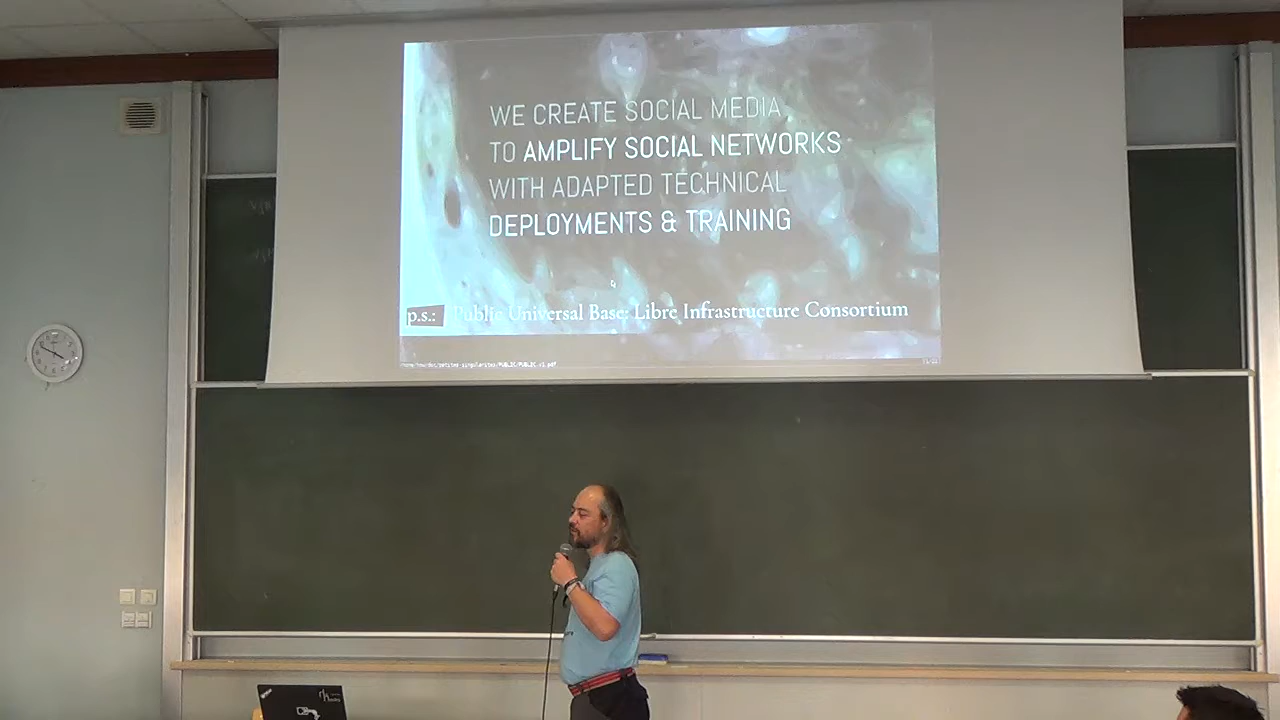 WE CREATE SOCIAL MEDIA
TO AMPLIFY SOCIAL NETWORKS
WITH ADAPTED TECHNICAL
DEPLOYMENTS & TRAINING
p.s.: Public Universal Base: Libre Infrastructure Consortium